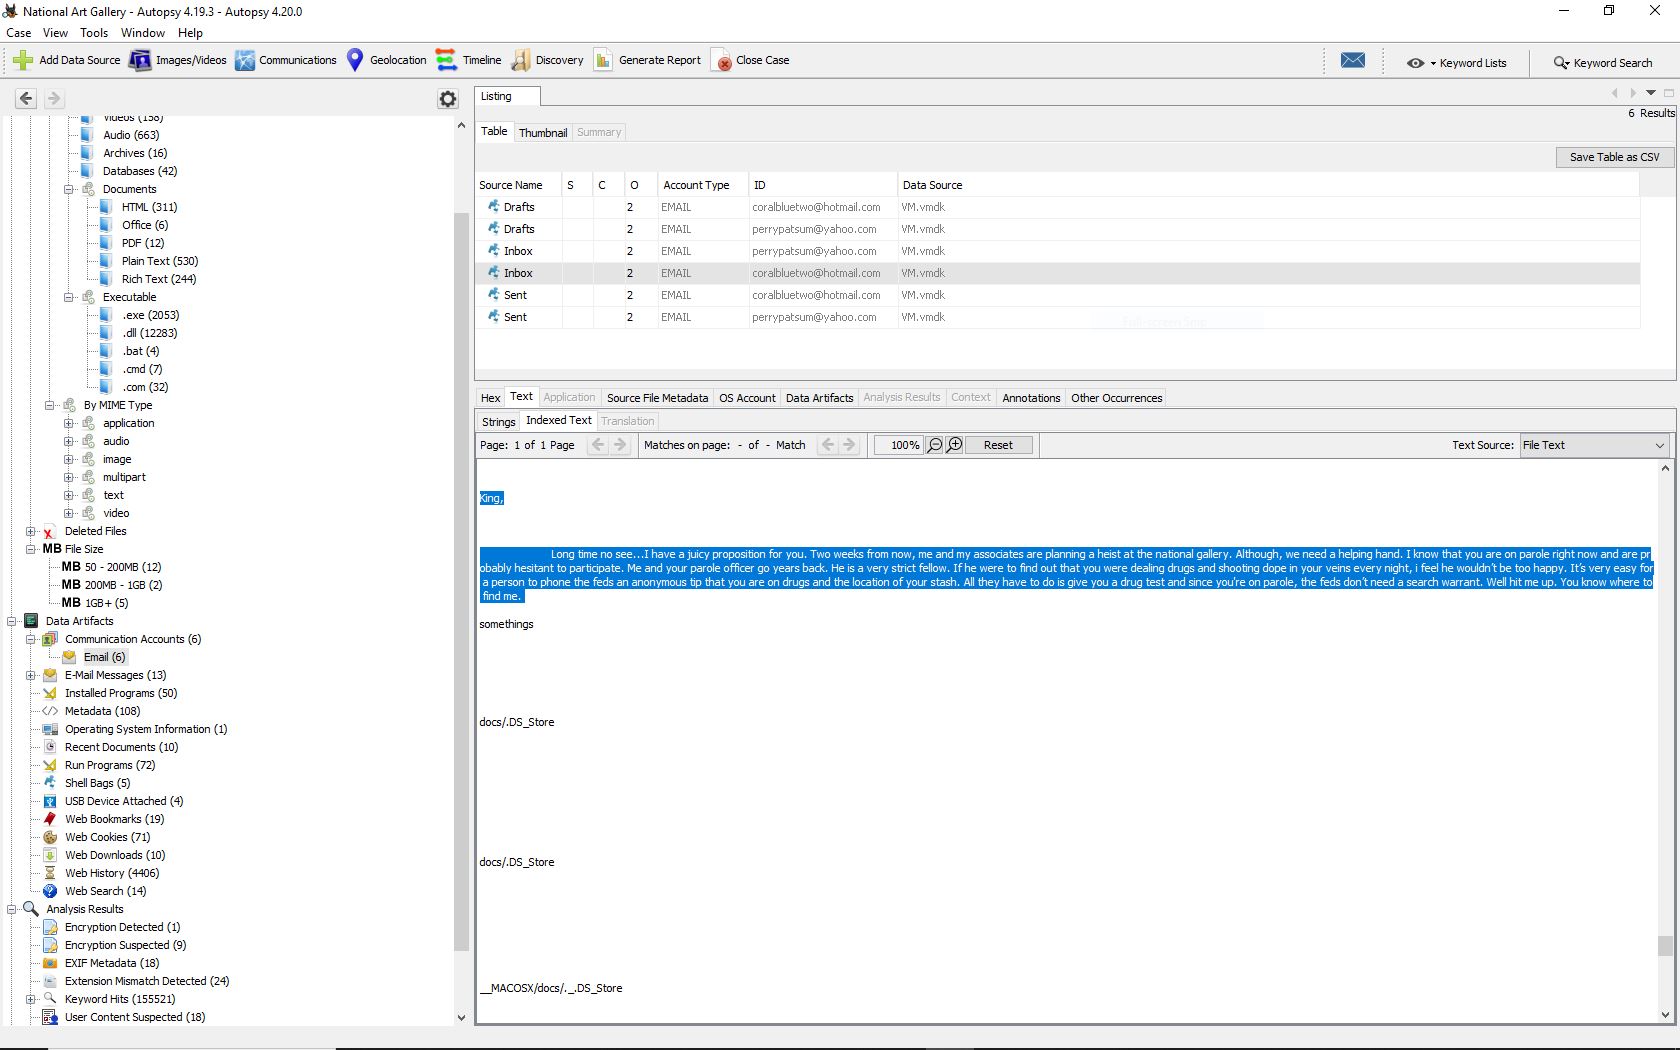 National Art Gallery - Autopsy 4.19.3 - Autopsy 4.20.0
Case View Tools Window Help
Add Data Source Images/Videos Communications Geolocation Timeline Discovery Generate Report Close Case Keyword Lists Keyword Search
Videos (158)
Audio (663)
Archives (16)
Databases (42)
Documents
HTML (311)
Office (6)
PDF (12)
Plain Text (530)
Rich Text (244)
Executable
.exe (2053)
.dll (12283)
.bat (4)
.cmd (7)
.com (32)
By MIME Type
application
audio
image
multipart
text
video
Deleted Files
MB File Size
MB 50 - 200MB (12)
MB 200MB - 1GB (2)
MB 1GB+ (5)
Data Artifacts
Communication Accounts (6)
Email (6)
E-Mail Messages (13)
Installed Programs (50)
Metadata (108)
Operating System Information (1)
Recent Documents (10)
Run Programs (72)
Shell Bags (5)
USB Device Attached (4)
Web Bookmarks (19)
Web Cookies (71)
Web Downloads (10)
Web History (4406)
Web Search (14)
Analysis Results
Encryption Detected (1)
Encryption Suspected (9)
EXIF Metadata (18)
Extension Mismatch Detected (24)
Keyword Hits (155521)
User Content Suspected (18)
Listing
6 Results
Table Thumbnail Summary
Save Table as CSV
Source Name S C O Account Type ID Data Source
Drafts 2 EMAIL coralbluetwo@hotmail.com VM.vmdk
Drafts 2 EMAIL perrypatsum@yahoo.com VM.vmdk
Inbox 2 EMAIL perrypatsum@yahoo.com VM.vmdk
Inbox 2 EMAIL coralbluetwo@hotmail.com VM.vmdk
Sent 2 EMAIL coralbluetwo@hotmail.com VM.vmdk
Sent 2 EMAIL perrypatsum@yahoo.com VM.vmdk
Hex Text Application Source File Metadata OS Account Data Artifacts Analysis Results Context Annotations Other Occurrences
Strings Indexed Text Translation
Page: 1 of 1 Page Matches on page: - of - Match 100% Reset Text Source: File Text
King,
Long time no see...I have a juicy proposition for you. Two weeks from now, me and my associates are planning a heist at the national gallery. Although, we need a helping hand. I know that you are on parole right now and are pr
obably hesitant to participate. Me and your parole officer go years back. He is a very strict fellow. If he were to find out that you were dealing drugs and shooting dope in your veins every night, i feel he wouldn't be too happy. It's very easy for
a person to phone the feds an anonymous tip that you are on drugs and the location of your stash. All they have to do is give you a drug test and since you're on parole, the feds don't need a search warrant. Well hit me up. You know where to
find me.
somethings
docs/.DS_Store
docs/.DS_Store
__MACOSX/docs/._.DS_Store